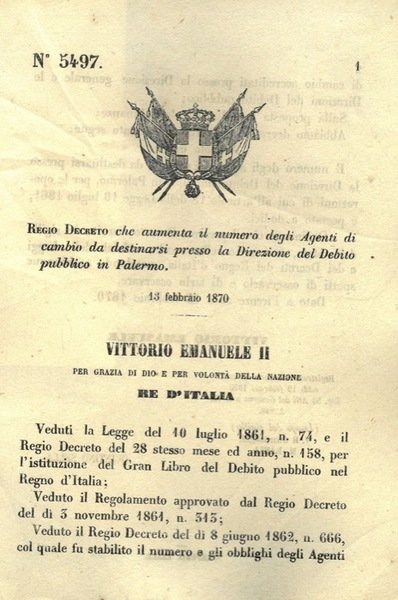 N° 5497.
1
REGIO DECRETO che aumenta il numero degli Agenti di
cambio da destinarsi presso la Direzione del Debito
pubblico in Palermo.
13 febbraio 1870
VITTORIO EMANUELE II
PER GRAZIA DI DIO E PER VOLONTÀ DELLA NAZIONE
RE D'ITALIA
Veduti la Legge del 10 luglio 1861, n. 74, e il
Regio Decreto del 28 stesso mese ed anno, n. 158, per
l'istituzione del Gran Libro del Debito pubblico nel
Regno d'Italia;
Veduto il Regolamento approvato dal Regio Decreto
del dì 3 novembre 1861, n. 313;
Veduto il Regio Decreto del dì 8 giugno 1862, n. 666,
col quale fu stabilito il numero e gli obblighi degli Agenti